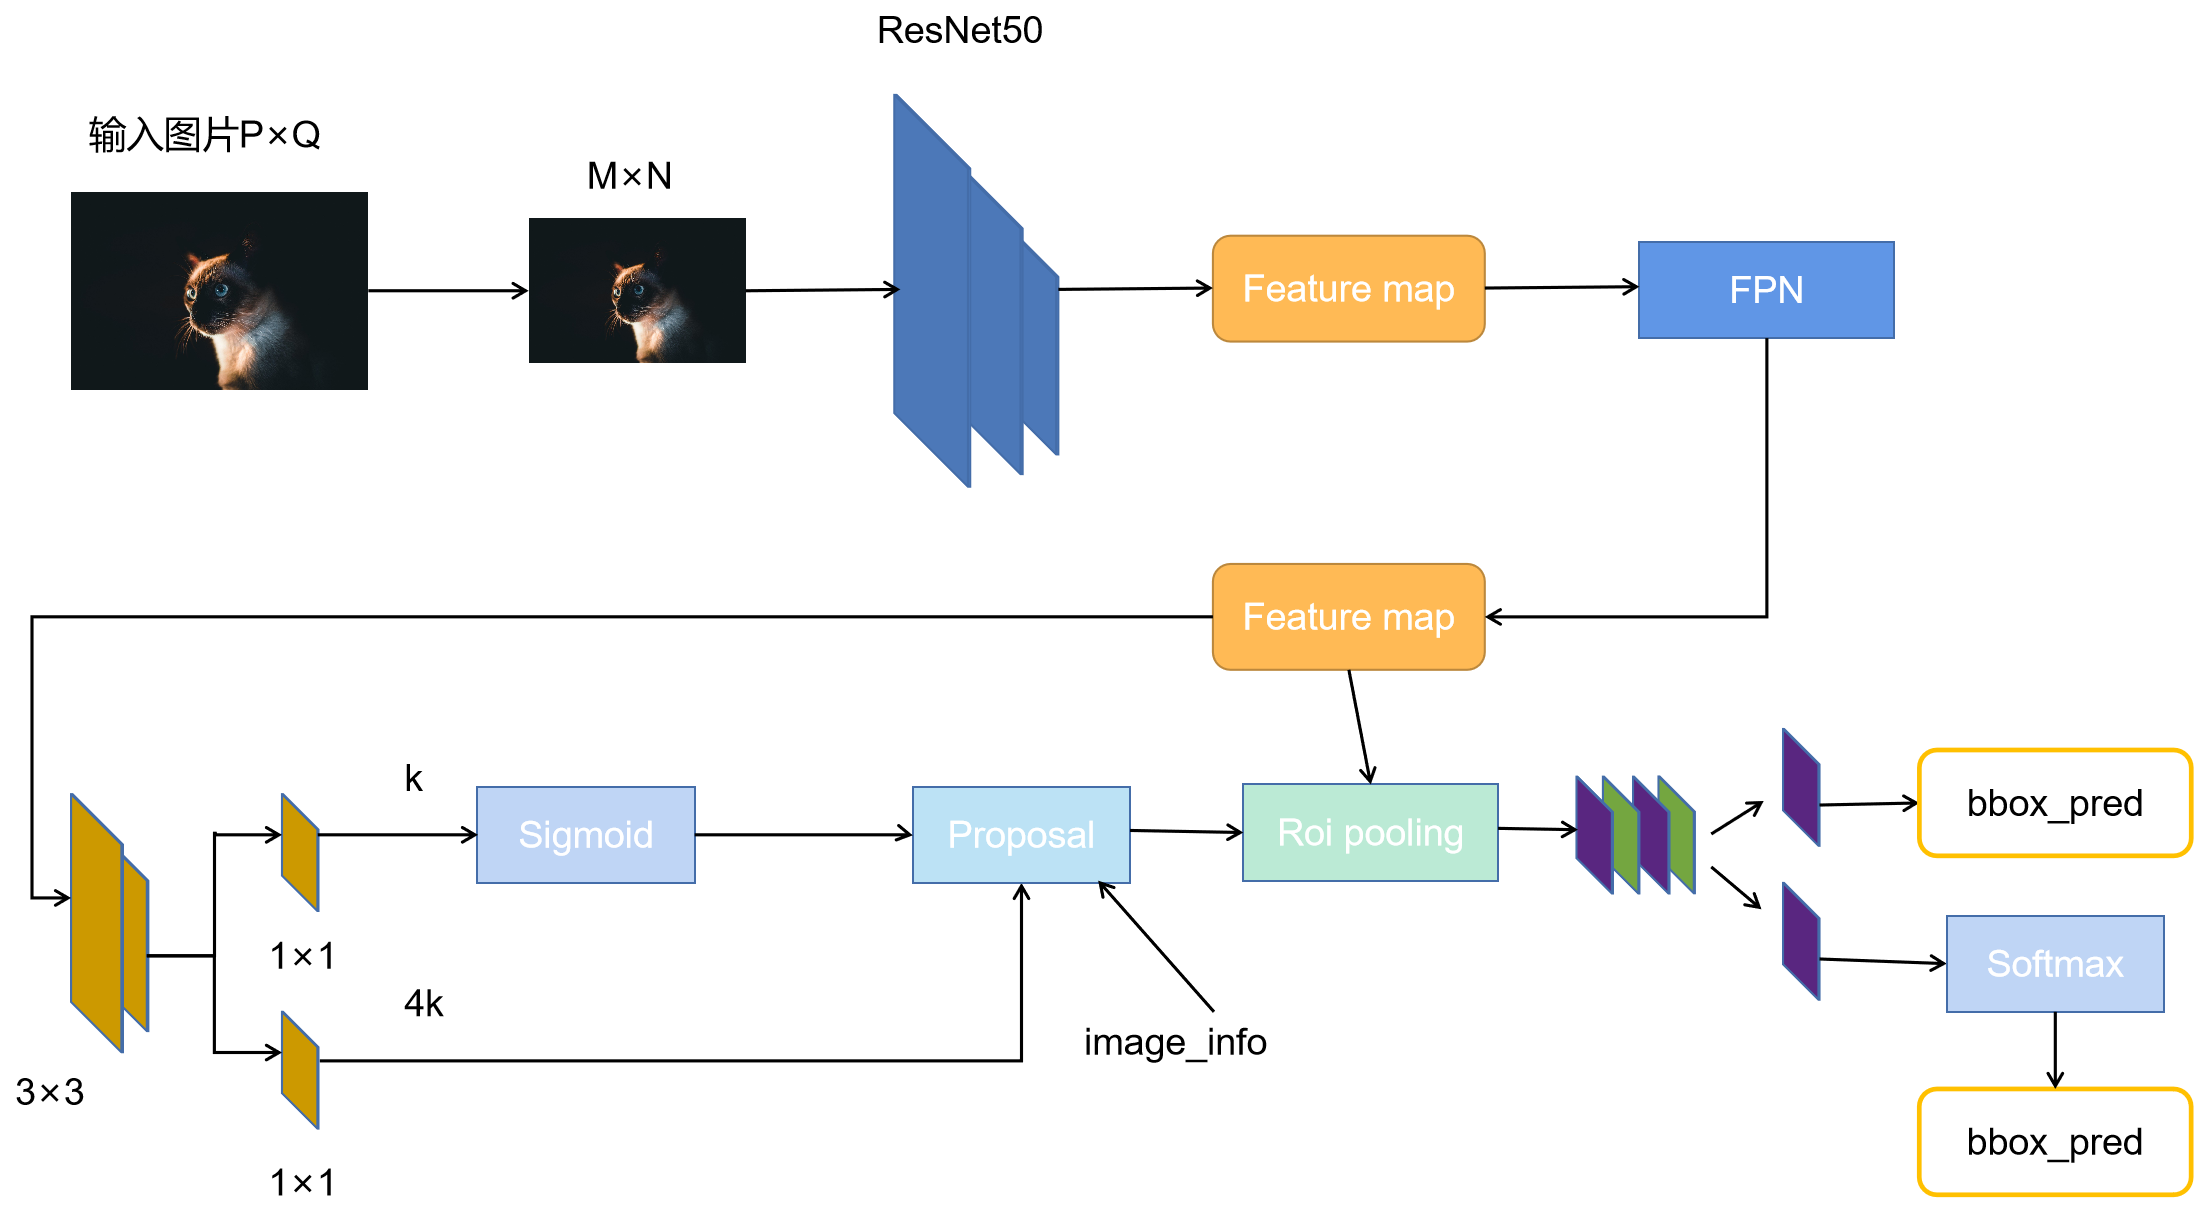 ResNet50
输入图片P×Q
M×N
Feature map
FPN
Feature map
k
Sigmoid
Proposal
Roi pooling
bbox_pred
1×1
4k
image_info
Softmax
3×3
1×1
bbox_pred